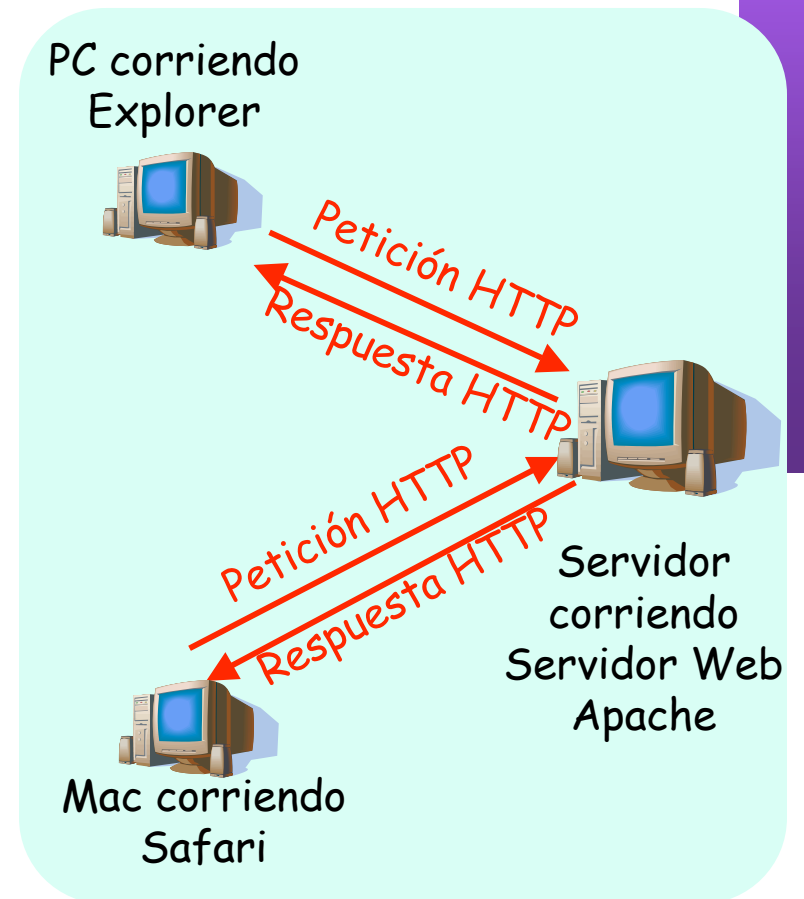 PC corriendo
Explorer
Petición HTTP
Respuesta HTTP
Petición HTTP
Respuesta HTTP
Servidor
corriendo
Servidor Web
Apache
Mac corriendo
Safari